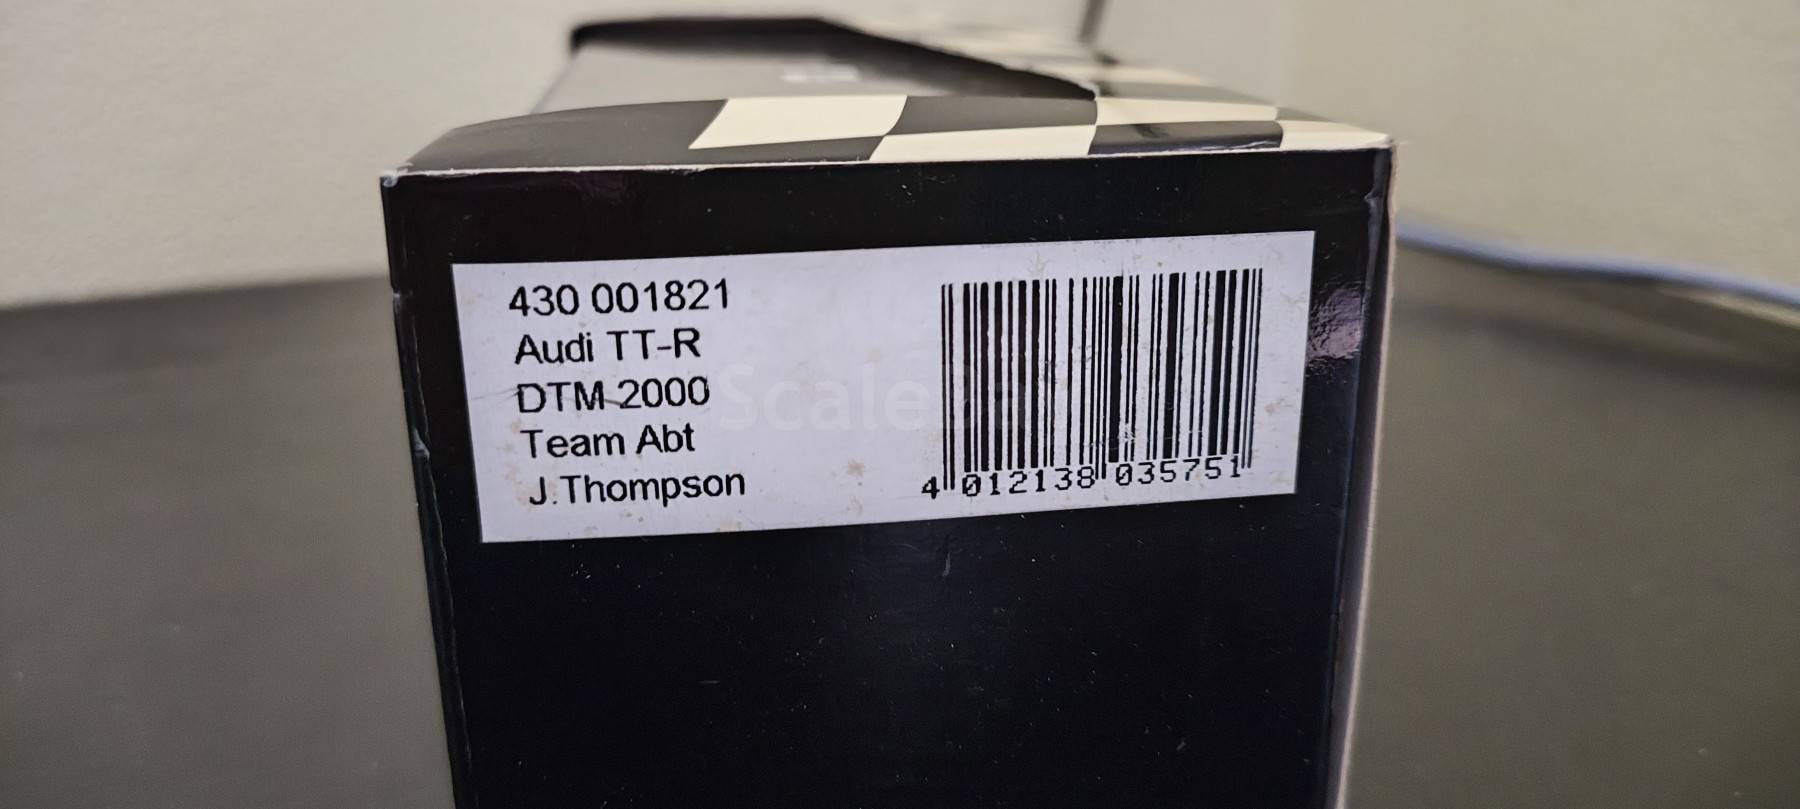 430 001821
Audi TT-R
DTM 2000
Team Abt
J.Thompson
4 012138 035751